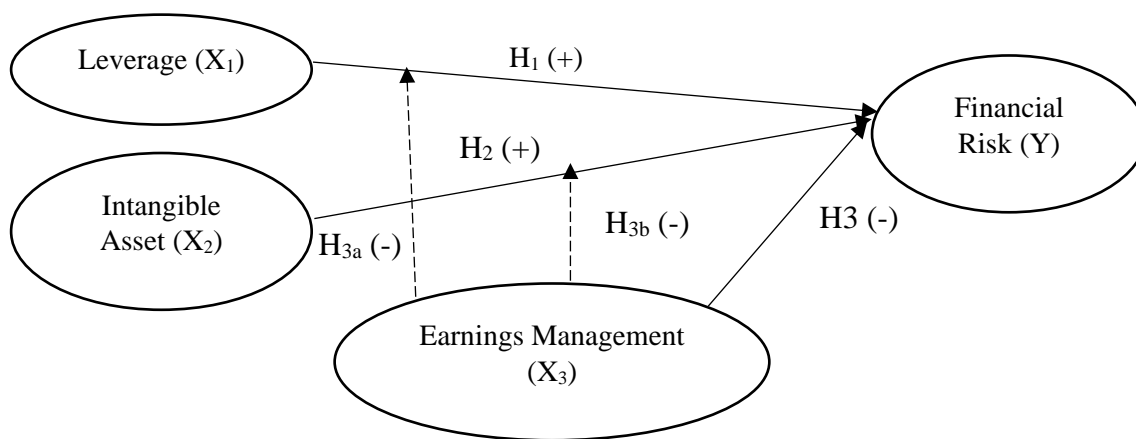 Leverage (X₁)
H₁ (+)
Financial
Risk (Y)
H₂ (+)
Intangible
Asset (X₂)
H₃ₐ (-)
H₃b (-)
H3 (-)
Earnings Management
(X₃)